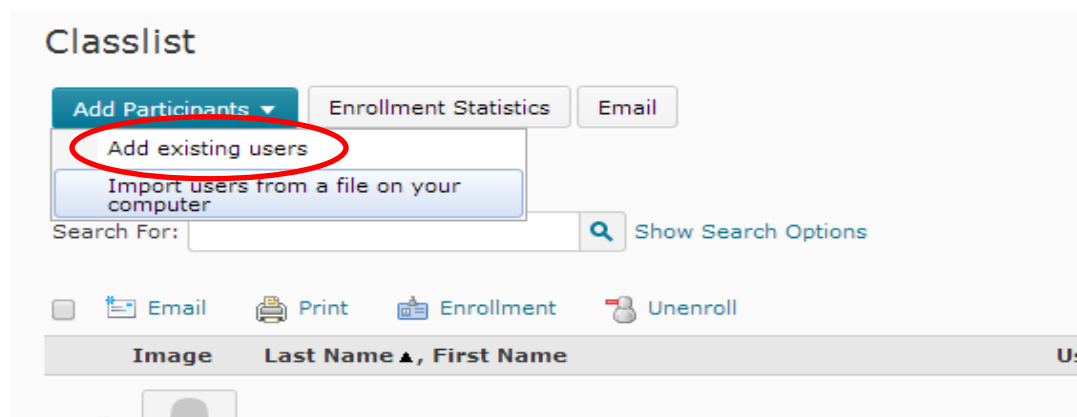 Classlist
Add Participants ▼ Enrollment Statistics Email
Add existing users
Import users from a file on your
computer
Search For: Show Search Options
Email Print Enrollment Unenroll
Image Last Name ▲, First Name